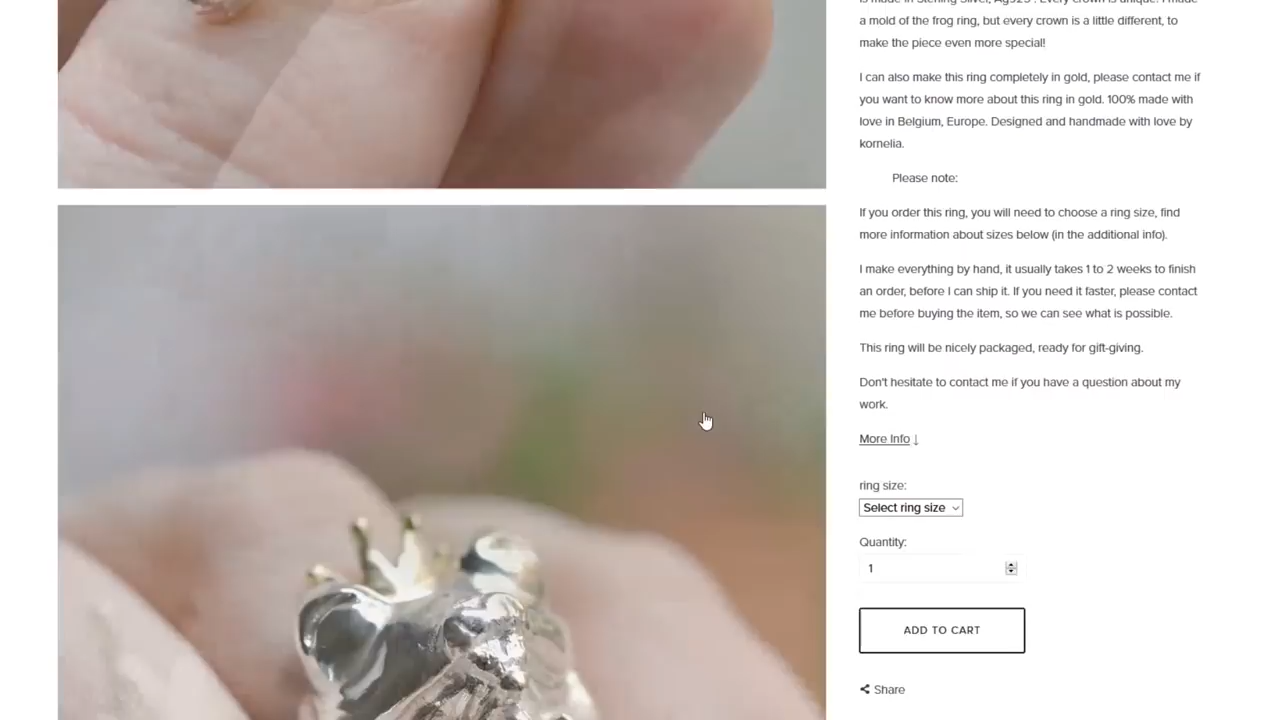 a mold of the frog ring, but every crown is a little different, to
make the piece even more special!
I can also make this ring completely in gold, please contact me if
you want to know more about this ring in gold. 100% made with
love in Belgium, Europe. Designed and handmade with love by
kornelia.
Please note:
If you order this ring, you will need to choose a ring size, find
more information about sizes below (in the additional info).
I make everything by hand, it usually takes 1 to 2 weeks to finish
an order, before I can ship it. If you need it faster, please contact
me before buying the item, so we can see what is possible.
This ring will be nicely packaged, ready for gift-giving.
Don't hesitate to contact me if you have a question about my
work.
More Info ↓
ring size:
Select ring size
Quantity:
1
ADD TO CART
Share